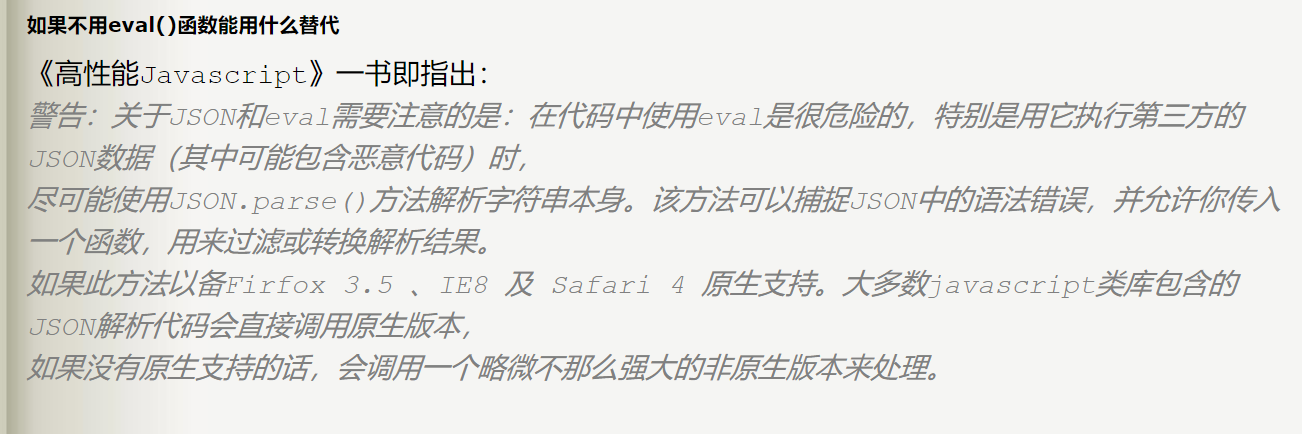 如果不用eval()函数能用什么替代
《高性能Javascript》一书即指出：
警告：关于JSON和eval需要注意的是：在代码中使用eval是很危险的，特别是用它执行第三方的
JSON数据（其中可能包含恶意代码）时，
尽可能使用JSON.parse()方法解析字符串本身。该方法可以捕捉JSON中的语法错误，并允许你传入
一个函数，用来过滤或转换解析结果。
如果此方法以备Firfox 3.5 、IE8 及 Safari 4 原生支持。大多数javascript类库包含的
JSON解析代码会直接调用原生版本，
如果没有原生支持的话，会调用一个略微不那么强大的非原生版本来处理。